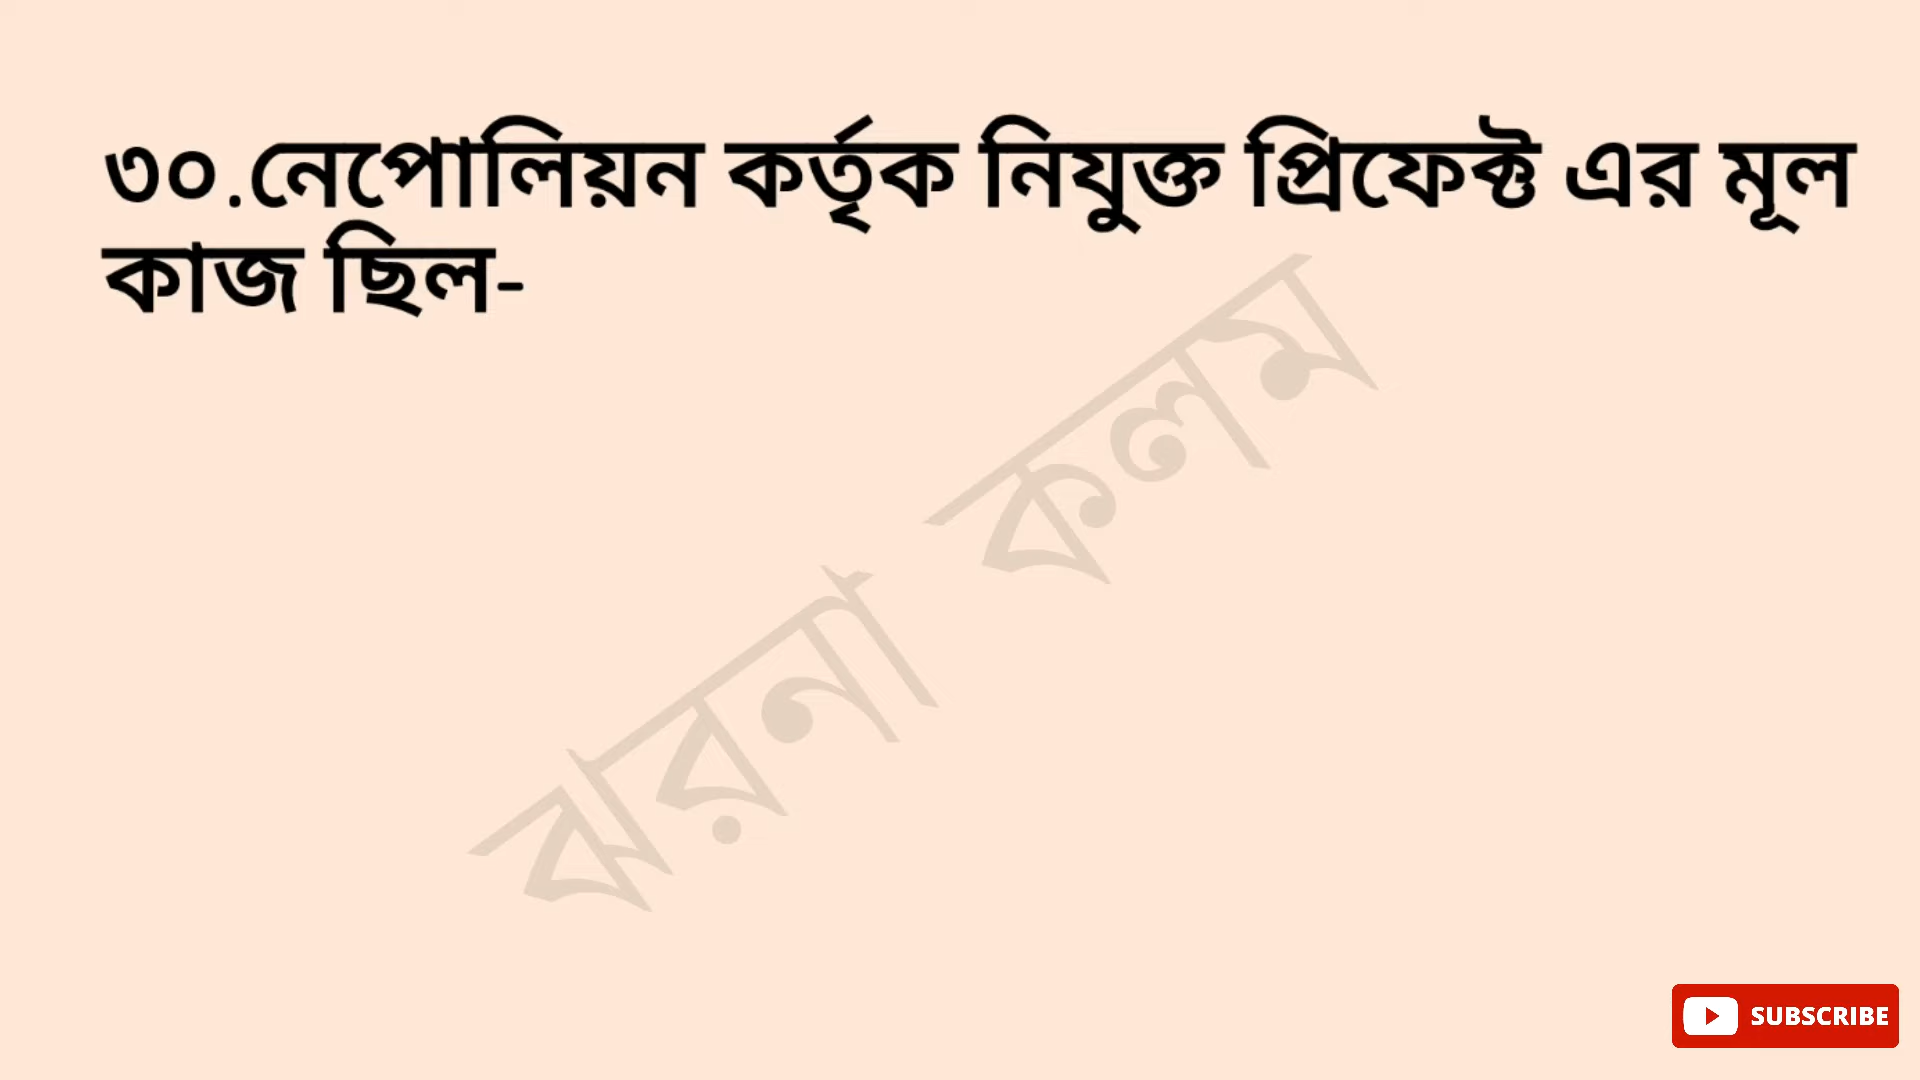 ৩০.নেপোলিয়ন কর্তৃক নিযুক্ত প্রিফেক্ট এর মূল
কাজ ছিল-
ঝরনা কলম
SUBSCRIBE